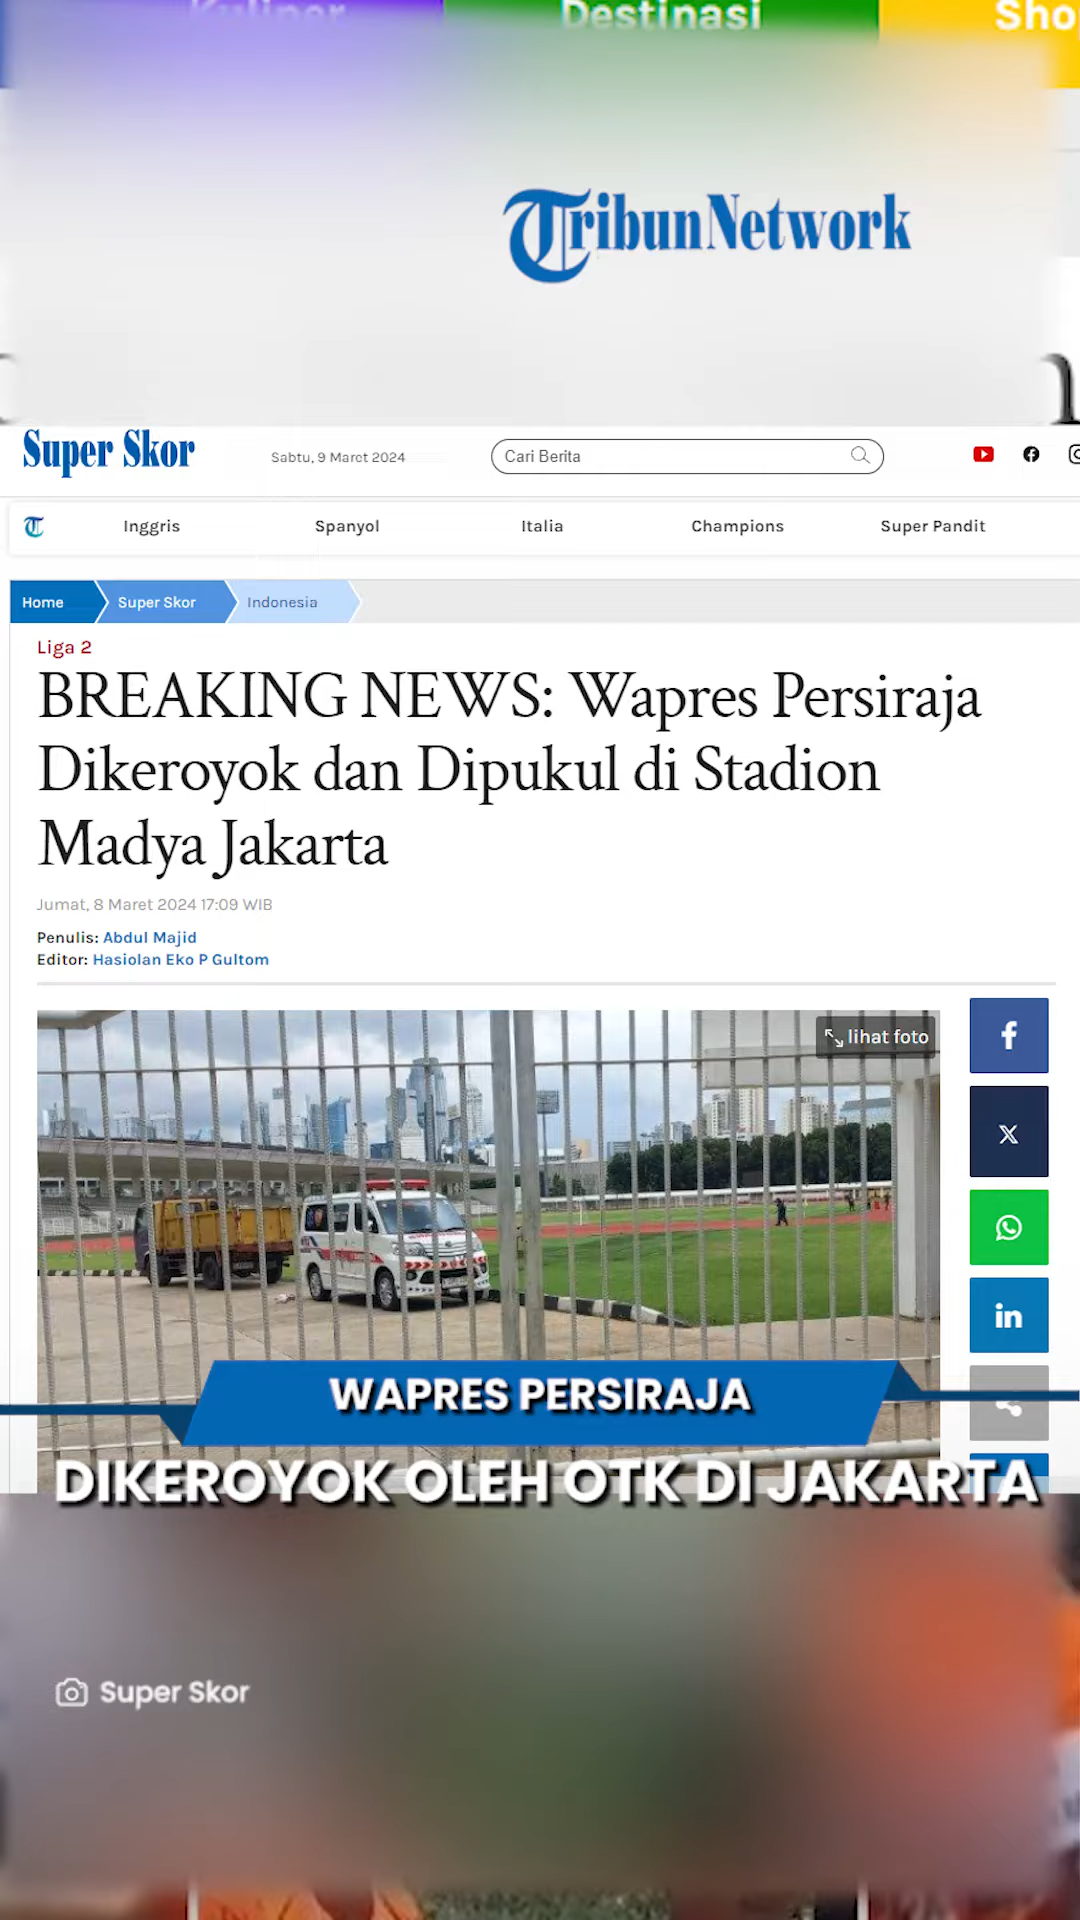 Kuliner Destinasi
Tribun Network
Super Skor
Sabtu, 9 Maret 2024
Cari Berita
Inggris Spanyol Italia Champions Super Pandit
Home Super Skor Indonesia
Liga 2
BREAKING NEWS: Wapres Persiraja
Dikeroyok dan Dipukul di Stadion
Madya Jakarta
Jumat, 8 Maret 2024 17:09 WIB
Penulis: Abdul Majid
Editor: Hasiolan Eko P Gultom
lihat foto
WAPRES PERSIRAJA
DIKEROYOK OLEH OTK DI JAKARTA
Super Skor